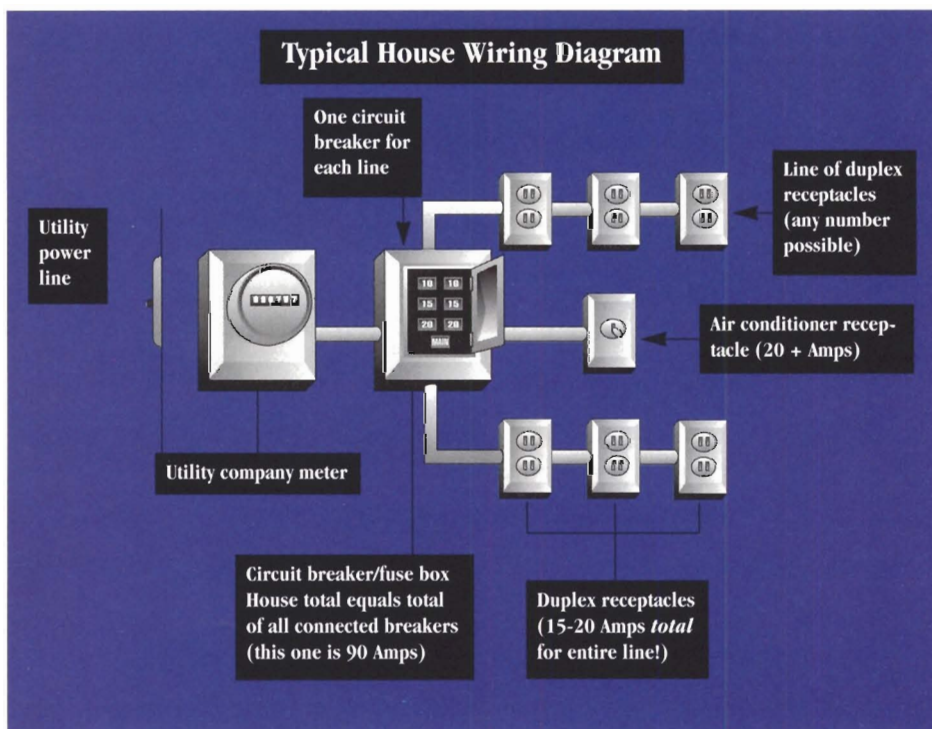 Typical House Wiring Diagram
One circuit
breaker for
each line
Line of duplex
receptacles
(any number
possible)
Utility
power
line
10 10
15 15
20 20
MAIN
Air conditioner recep-
tacle (20 + Amps)
Utility company meter
Circuit breaker/fuse box
House total equals total
of all connected breakers
(this one is 90 Amps)
Duplex receptacles
(15-20 Amps total
for entire line!)